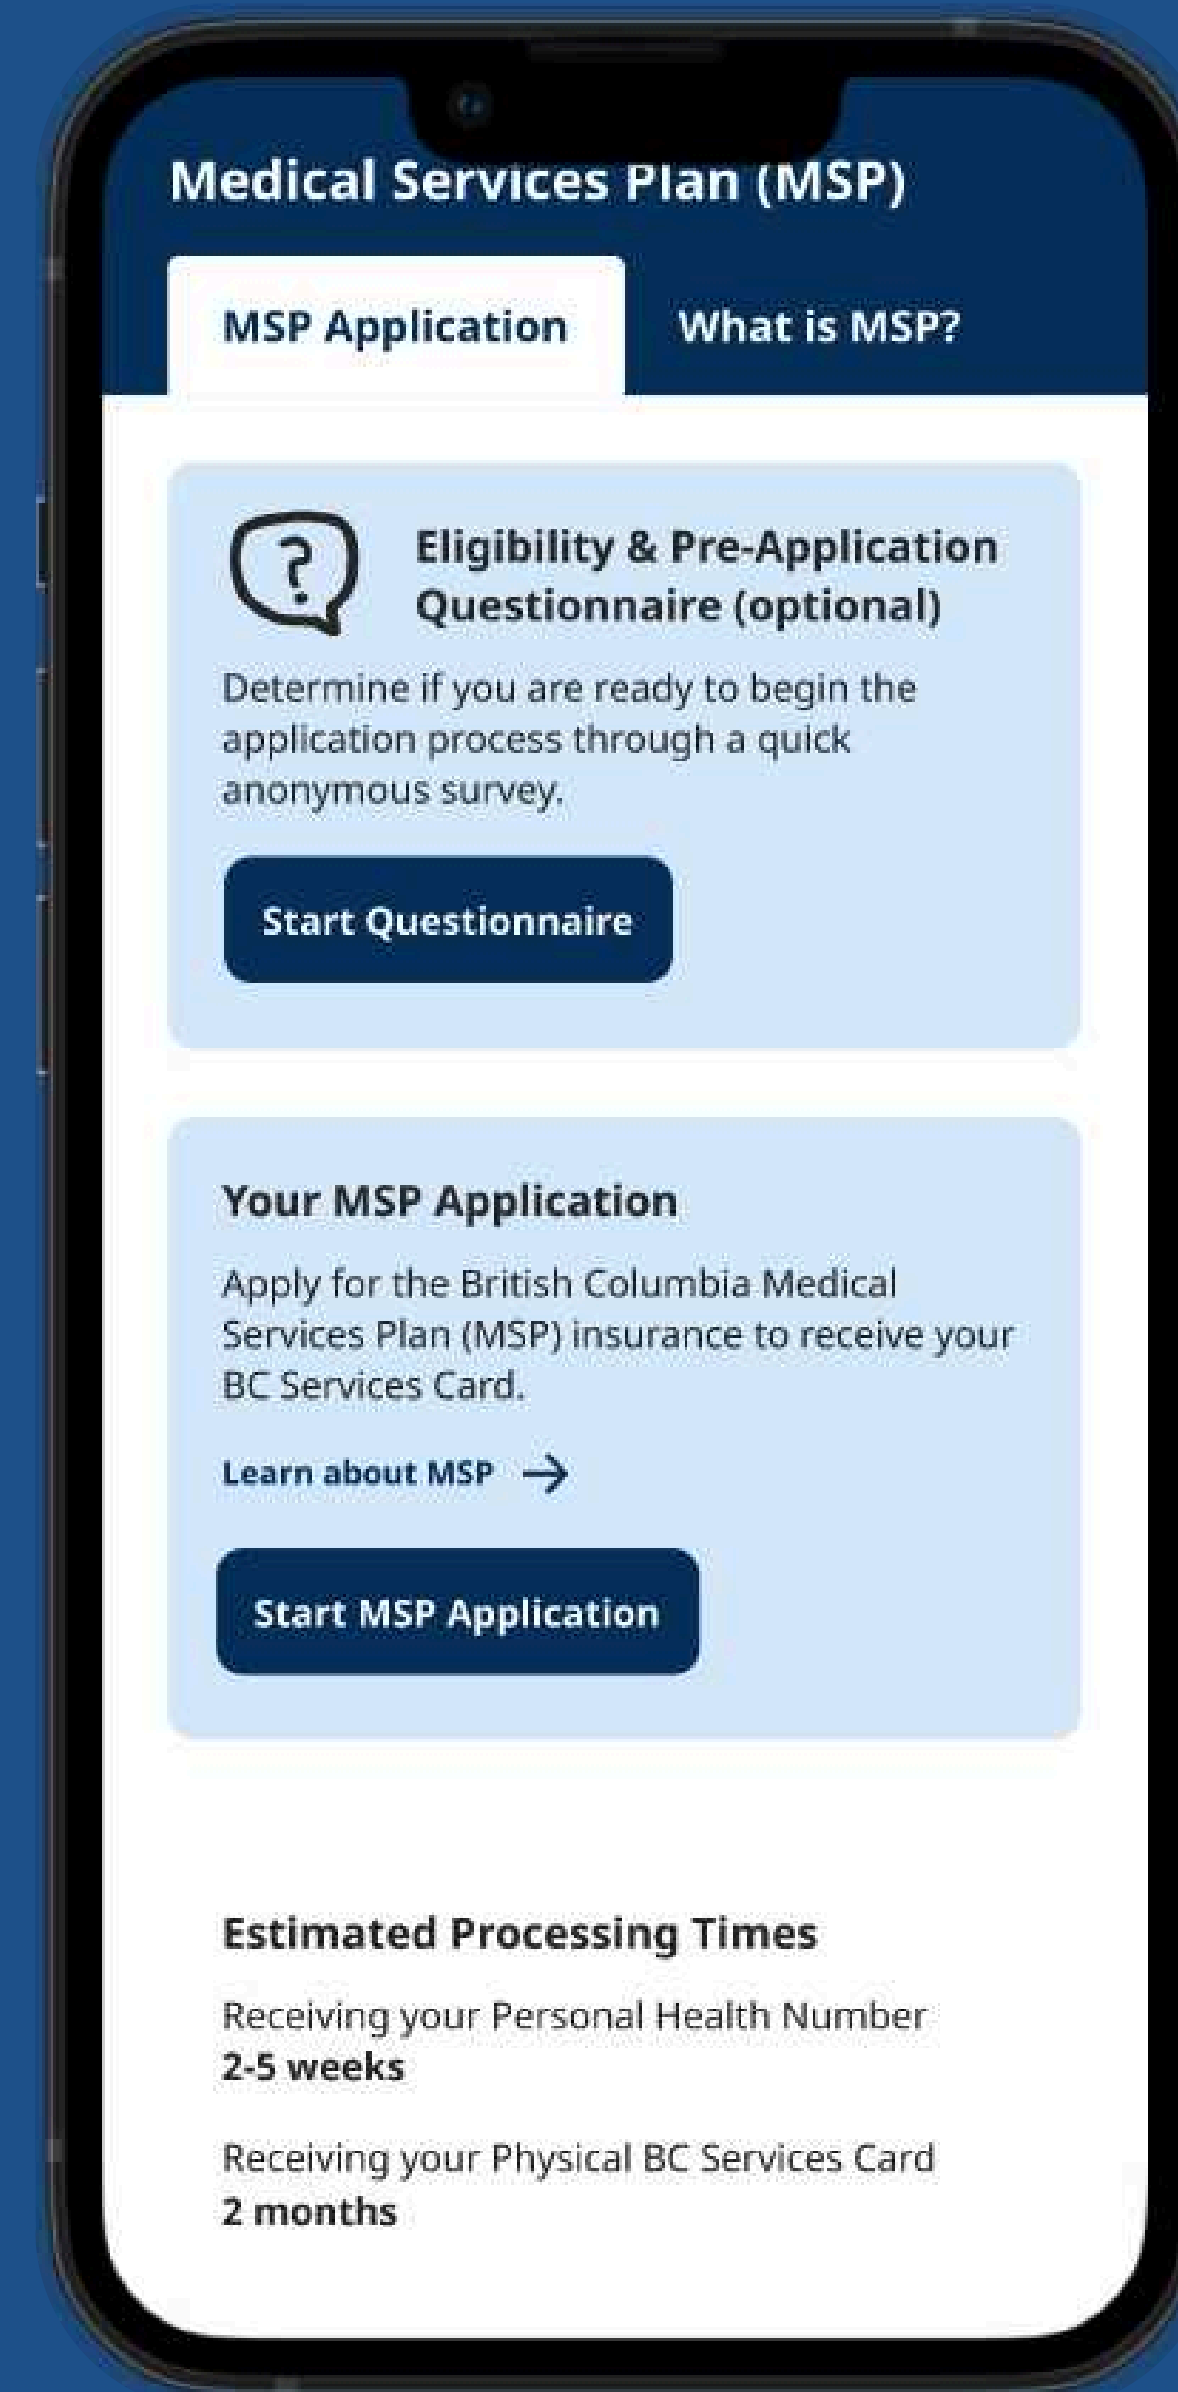 Medical Services Plan (MSP)
MSP Application
What is MSP?
Eligibility & Pre-Application
Questionnaire (optional)
Determine if you are ready to begin the
application process through a quick
anonymous survey.
Start Questionnaire
Your MSP Application
Apply for the British Columbia Medical
Services Plan (MSP) insurance to receive your
BC Services Card.
Learn about MSP →
Start MSP Application
Estimated Processing Times
Receiving your Personal Health Number
2-5 weeks
Receiving your Physical BC Services Card
2 months